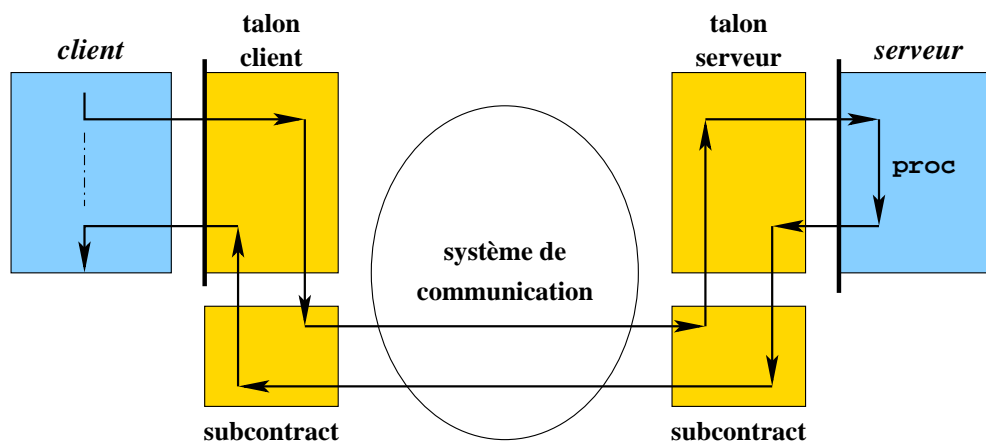 client
talon
client
talon
serveur
serveur
proc
système de
communication
subcontract
subcontract